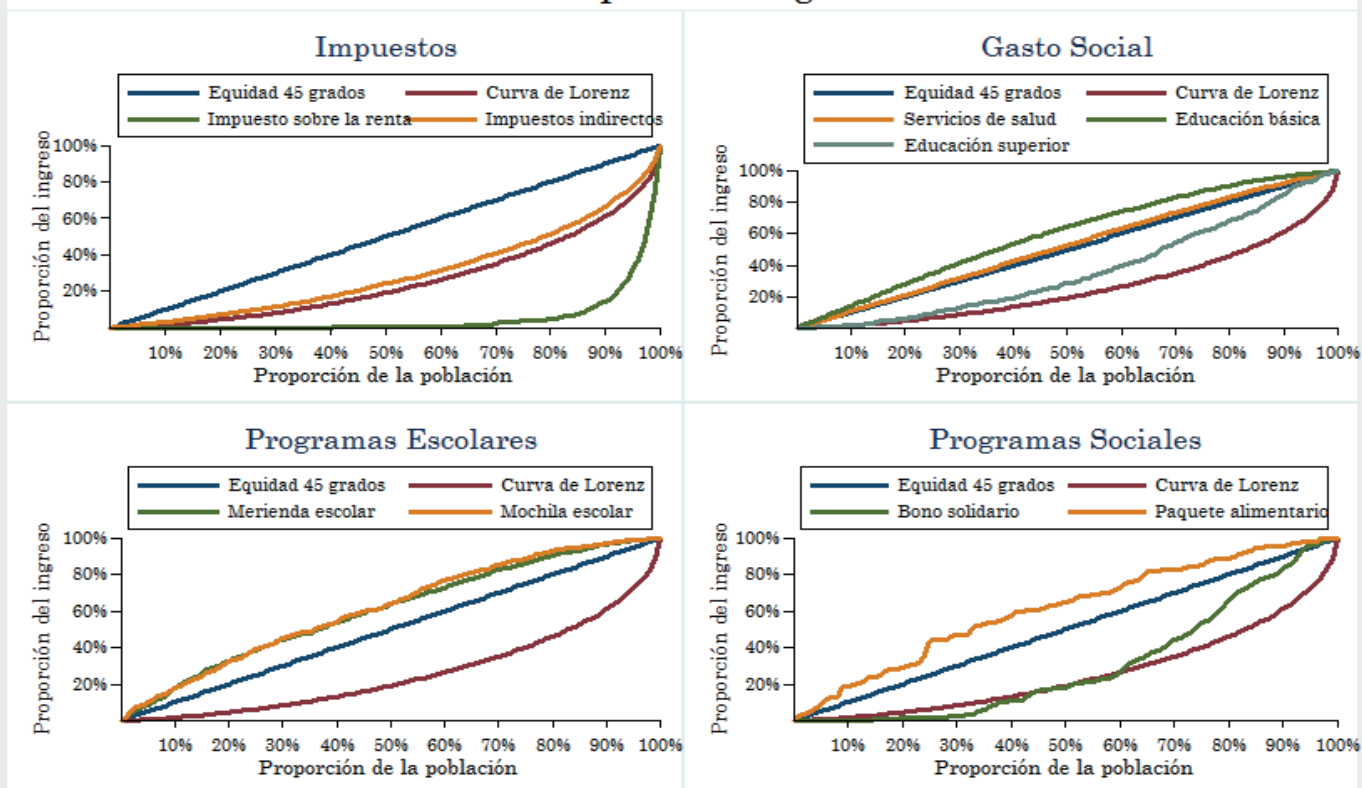 Impuestos
Equidad 45 grados Curva de Lorenz
Impuesto sobre la renta Impuestos indirectos
Proporción del ingreso
100%
80%
60%
40%
20%
10% 20% 30% 40% 50% 60% 70% 80% 90% 100%
Proporción de la población
Gasto Social
Equidad 45 grados Curva de Lorenz
Servicios de salud Educación básica
Educación superior
Proporción del ingreso
100%
80%
60%
40%
20%
10% 20% 30% 40% 50% 60% 70% 80% 90% 100%
Proporción de la población
Programas Escolares
Equidad 45 grados Curva de Lorenz
Merienda escolar Mochila escolar
Proporción del ingreso
100%
80%
60%
40%
20%
10% 20% 30% 40% 50% 60% 70% 80% 90% 100%
Proporción de la población
Programas Sociales
Equidad 45 grados Curva de Lorenz
Bono solidario Paquete alimentario
Proporción del ingreso
100%
80%
60%
40%
20%
10% 20% 30% 40% 50% 60% 70% 80% 90% 100%
Proporción de la población